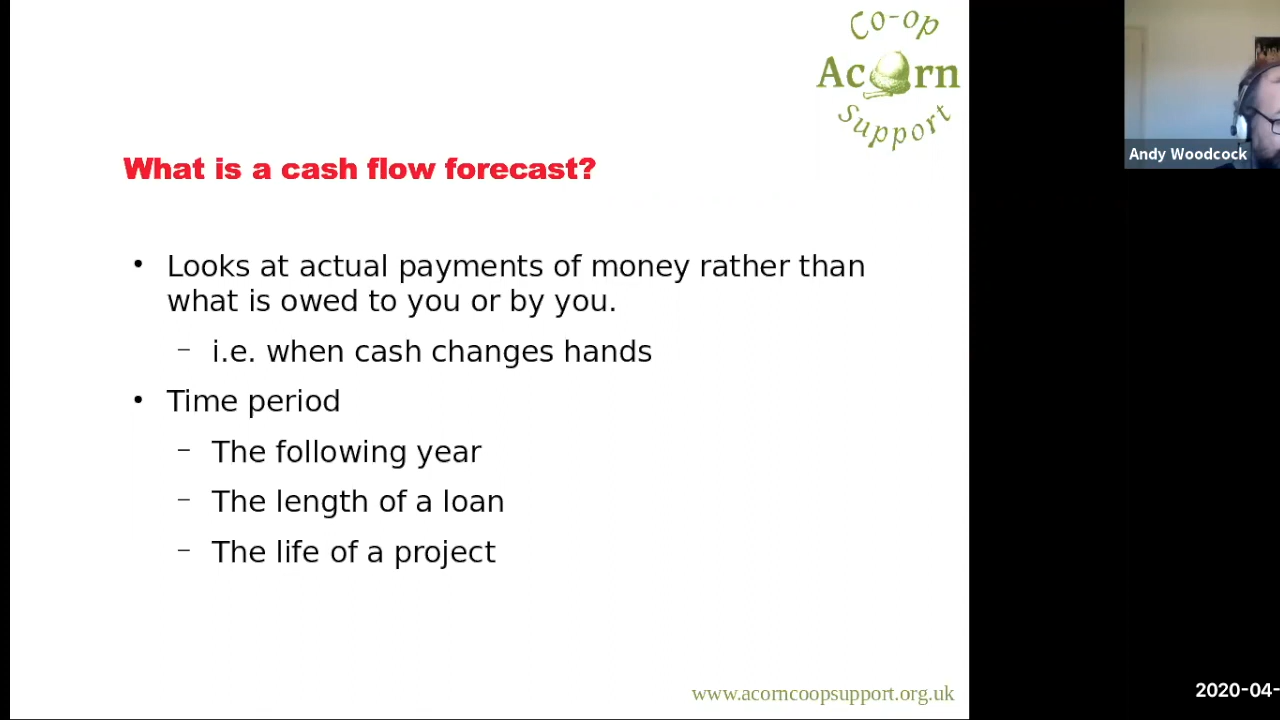 Co-op
Acorn
Support
What is a cash flow forecast?
• Looks at actual payments of money rather than
what is owed to you or by you.
– i.e. when cash changes hands
• Time period
– The following year
– The length of a loan
– The life of a project
www.acorncoopsupport.org.uk
Andy Woodcock
2020-04-